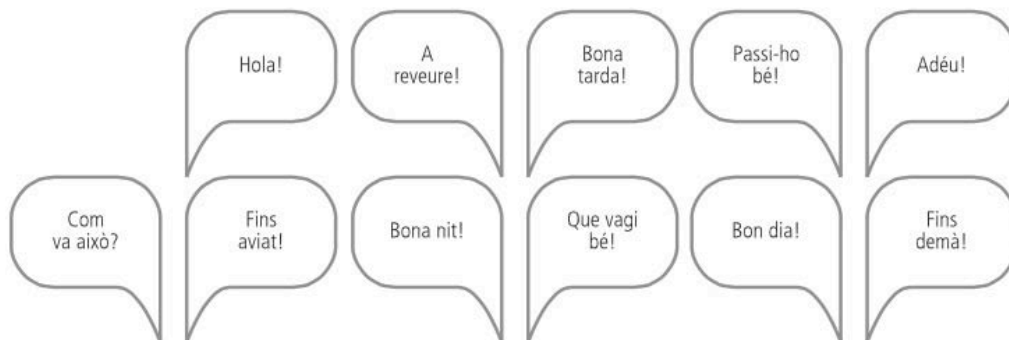 Hola!
A
reveure!
Bona
tarda!
Passi-ho
bé!
Adéu!
Com
va això?
Fins
aviat!
Bona nit!
Que vagi
bé!
Bon dia!
Fins
demà!